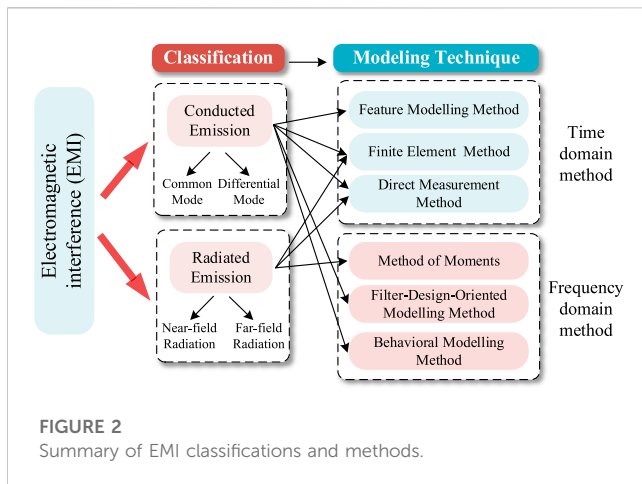 Classification
Modeling Technique
Electromagnetic
interference (EMI)
Conducted
Emission
Common
Mode
Differential
Mode
Radiated
Emission
Near-field
Radiation
Far-field
Radiation
Feature Modelling Method
Finite Element Method
Direct Measurement
Method
Time
domain
method
Method of Moments
Filter-Design-Oriented
Modelling Method
Behavioral Modelling
Method
Frequency
domain
method
FIGURE 2
Summary of EMI classifications and methods.